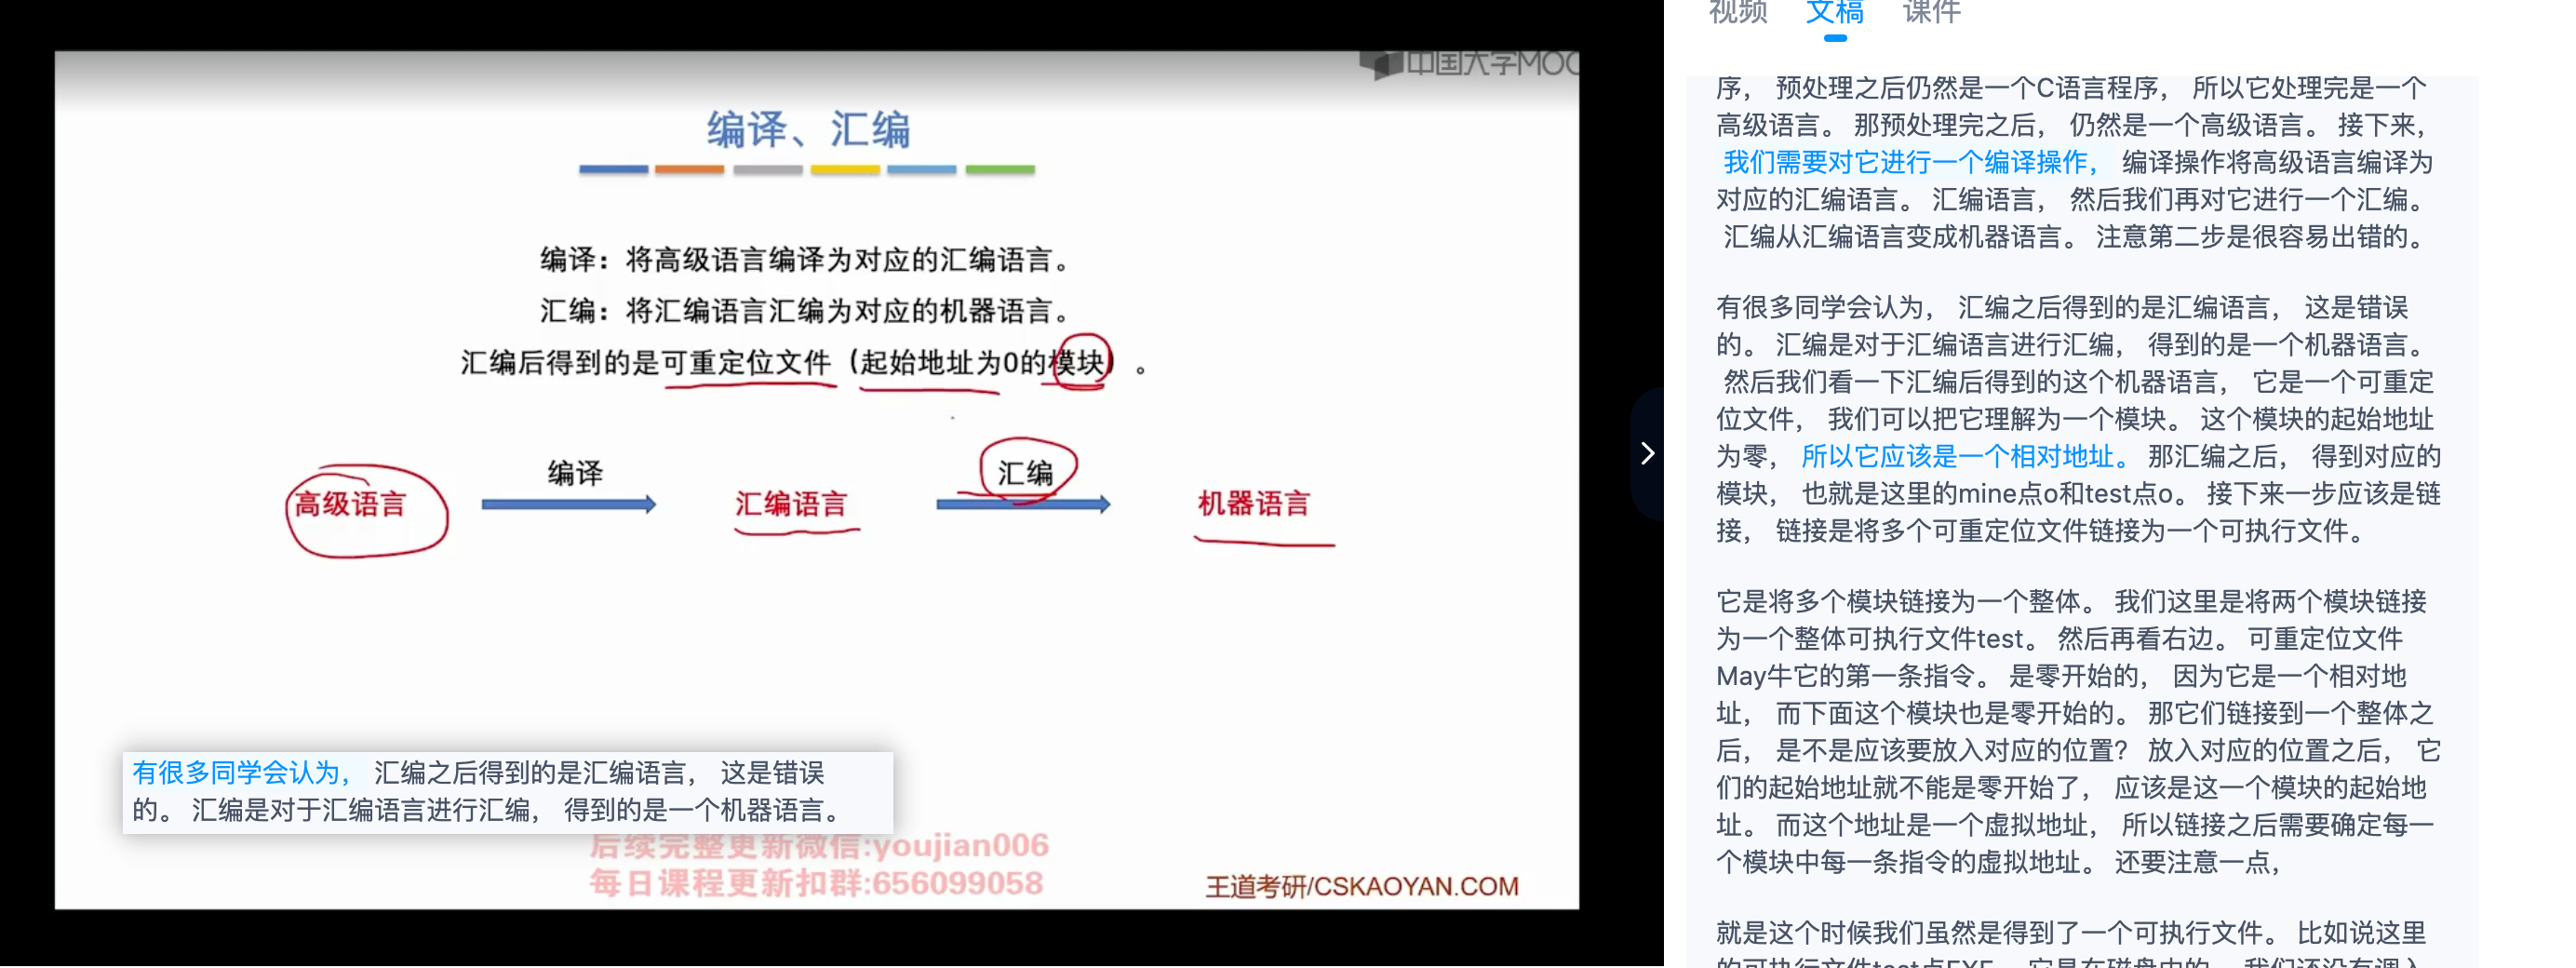 中国大学MOOC
编译、汇编
编译：将高级语言编译为对应的汇编语言。
汇编：将汇编语言汇编为对应的机器语言。
汇编后得到的是可重定位文件（起始地址为0的模块）。
高级语言
编译
汇编语言
汇编
机器语言
有很多同学会认为， 汇编之后得到的是汇编语言， 这是错误
的。 汇编是对于汇编语言进行汇编， 得到的是一个机器语言。
后续完整更新微信:youjian006
每日课程更新扣群:656099058
王道考研/CSKAOYAN.COM
视频 文稿 课件
序， 预处理之后仍然是一个C语言程序， 所以它处理完是一个
高级语言。 那预处理完之后， 仍然是一个高级语言。 接下来，
我们需要对它进行一个编译操作， 编译操作将高级语言编译为
对应的汇编语言。 汇编语言， 然后我们再对它进行一个汇编。
汇编从汇编语言变成机器语言。 注意第二步是很容易出错的。
有很多同学会认为， 汇编之后得到的是汇编语言， 这是错误
的。 汇编是对于汇编语言进行汇编， 得到的是一个机器语言。
然后我们看一下汇编后得到的这个机器语言， 它是一个可重定
位文件， 我们可以把它理解为一个模块。 这个模块的起始地址
为零， 所以它应该是一个相对地址。 那汇编之后， 得到对应的
模块， 也就是这里的mine点o和test点o。 接下来一步应该是链
接， 链接是将多个可重定位文件链接为一个可执行文件。
它是将多个模块链接为一个整体。 我们这里是将两个模块链接
为一个整体可执行文件test。 然后再看右边。 可重定位文件
May牛它的第一条指令。 是零开始的， 因为它是一个相对地
址， 而下面这个模块也是零开始的。 那它们链接到一个整体之
后， 是不是应该要放入对应的位置？ 放入对应的位置之后， 它
们的起始地址就不能是零开始了， 应该是这一个模块的起始地
址。 而这个地址是一个虚拟地址， 所以链接之后需要确定每一
个模块中每一条指令的虚拟地址。 还要注意一点，
就是这个时候我们虽然是得到了一个可执行文件。 比如说这里
的可执行文件test点EXE， 它是在磁盘中的， 我们还没有调入